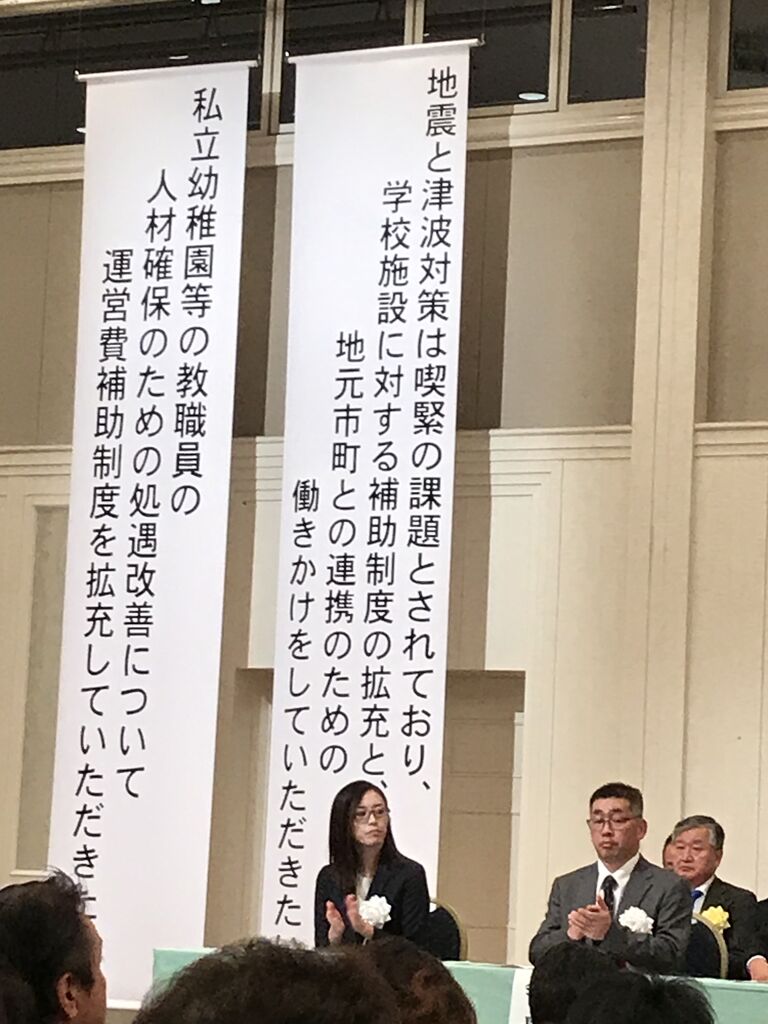 地震と津波対策は喫緊の課題とされており、
学校施設に対する補助制度の拡充と、
地元市町との連携のための
働きかけをしていただきた
私立幼稚園等の教職員の
人材確保のための処遇改善について
運営費補助制度を拡充していただきた